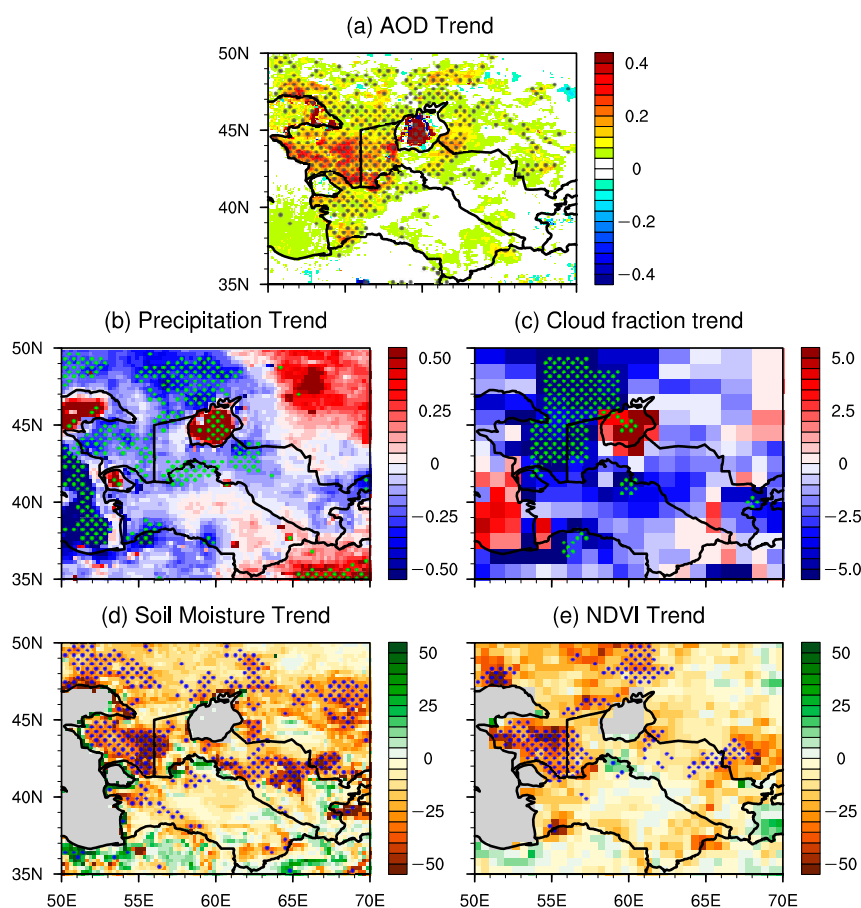 (a) AOD Trend
50N
45N
40N
35N
0.4
0.2
0
−0.2
−0.4
(b) Precipitation Trend
50N
45N
40N
35N
0.50
0.25
0
−0.25
−0.50
(c) Cloud fraction trend
5.0
2.5
0
−2.5
−5.0
(d) Soil Moisture Trend
50N
45N
40N
35N
50E 55E 60E 65E 70E
50
25
0
−25
−50
(e) NDVI Trend
50E 55E 60E 65E 70E
50
25
0
−25
−50